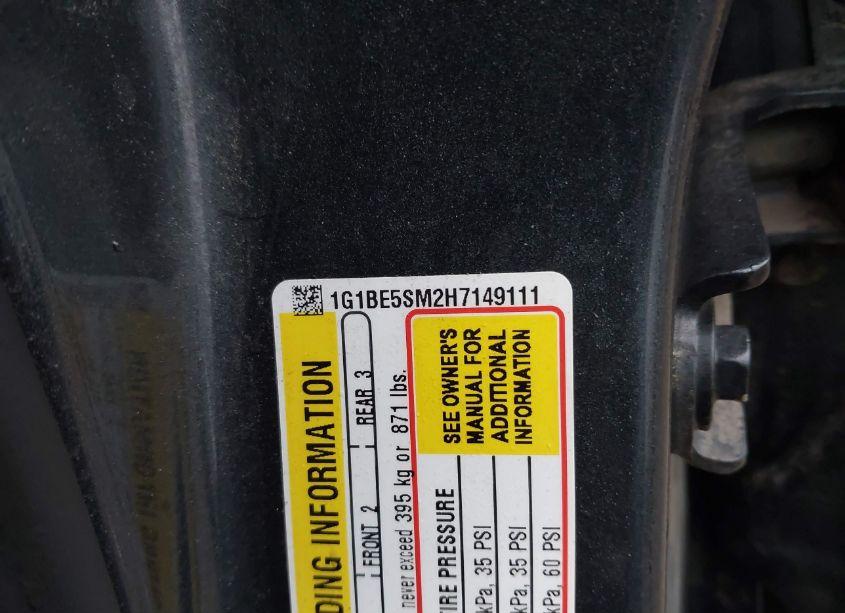 1G1BE5SM2H7149111
DING INFORMATION
FRONT 2 REAR 3
never exceed 395 kg or 871 lbs.
SEE OWNER'S
MANUAL FOR
ADDITIONAL
INFORMATION
TIRE PRESSURE
kPa, 35 PSI
kPa, 35 PSI
kPa, 60 PSI